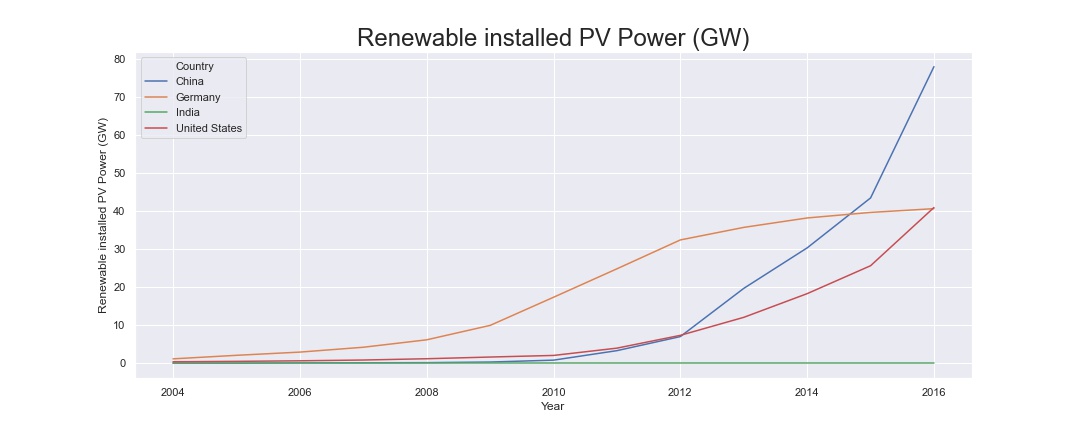 Renewable installed PV Power (GW)
Renewable installed PV Power (GW)
80
70
60
50
40
30
20
10
0
Country
China
Germany
India
United States
2004 2006 2008 2010 2012 2014 2016
Year